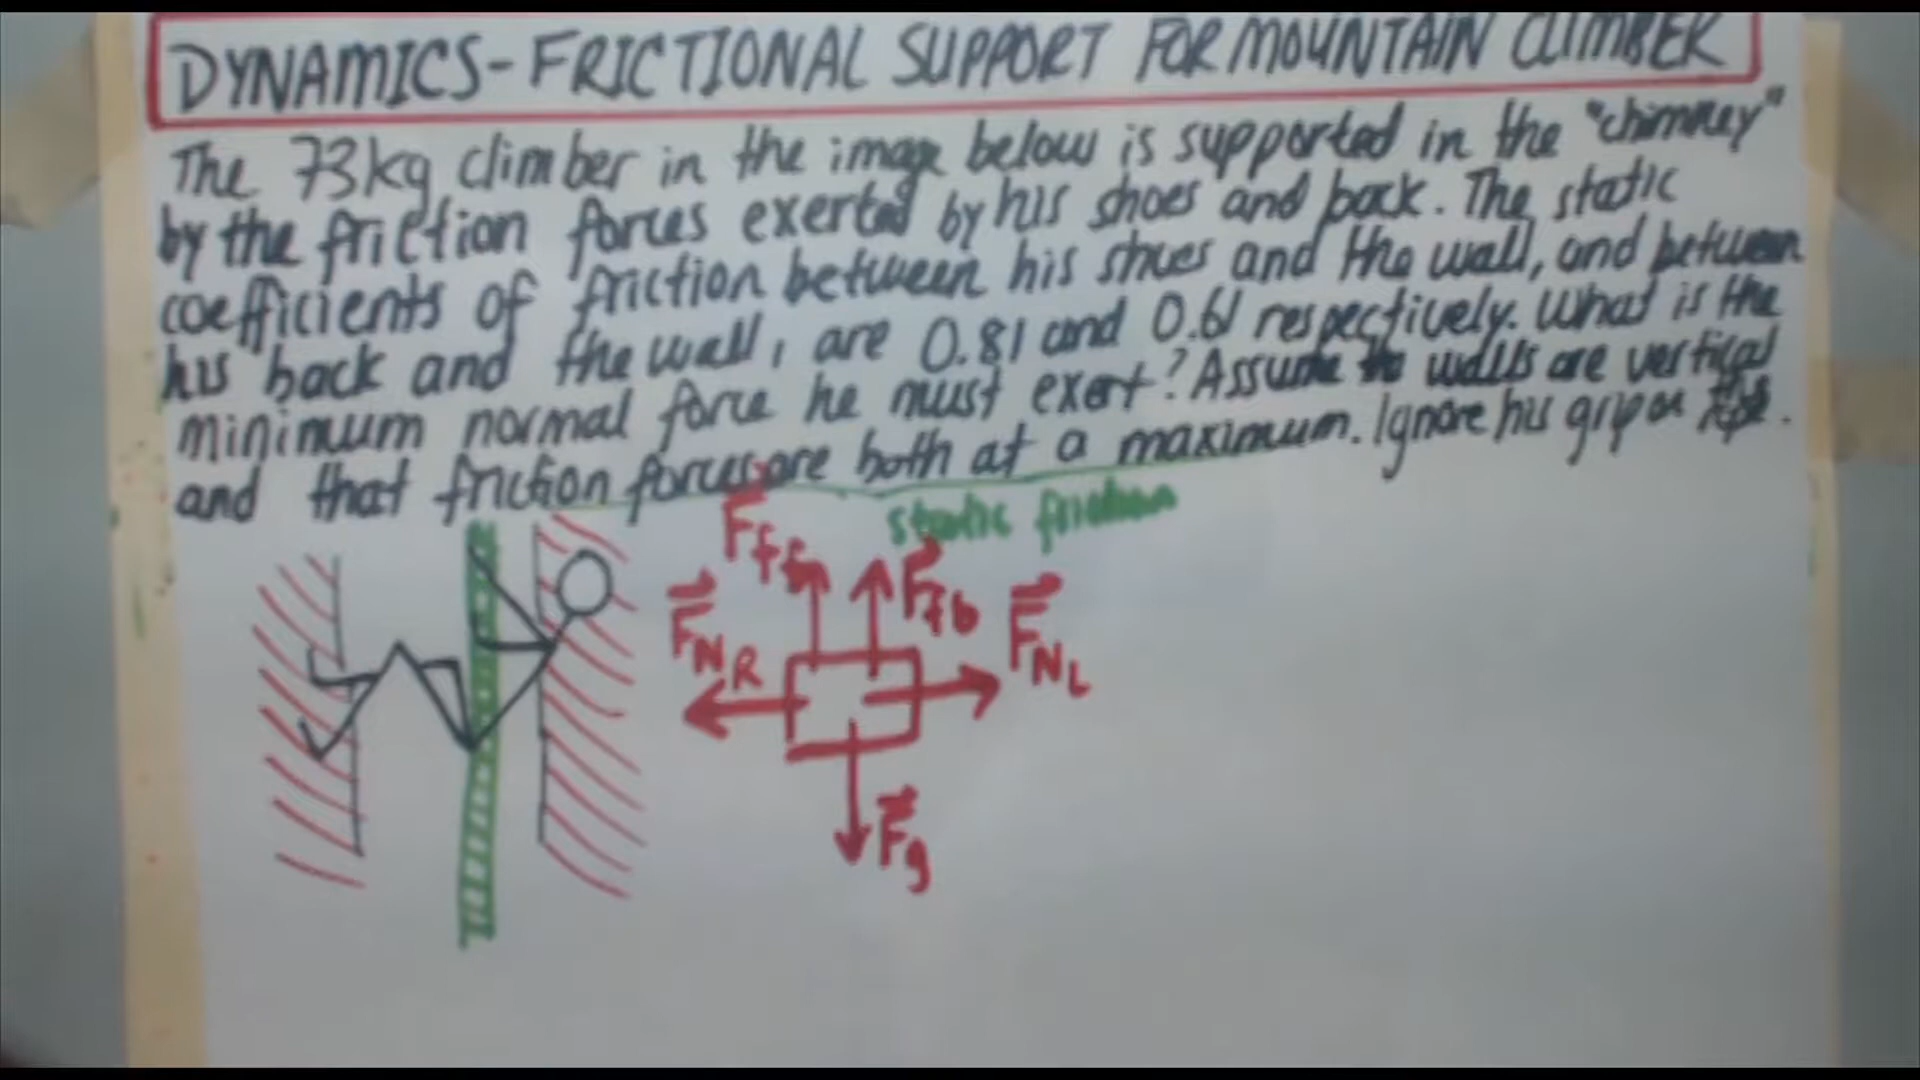 DYNAMICS-FRICTIONAL SUPPORT FOR MOUNTAIN CLIMBER
The 73kg climber in the image below is supported in the "chimney"
by the friction forces exerted by his shoes and back. The static
coefficients of friction between his shoes and the wall, and between
his back and the wall, are 0.81 and 0.61 respectively. What is the
minimum normal force he must exert? Assume the walls are vertical
and that friction forces are both at a maximum. Ignore his grip on
static friction
F⃗ff
F⃗fb
F⃗NR
F⃗NL
F⃗g